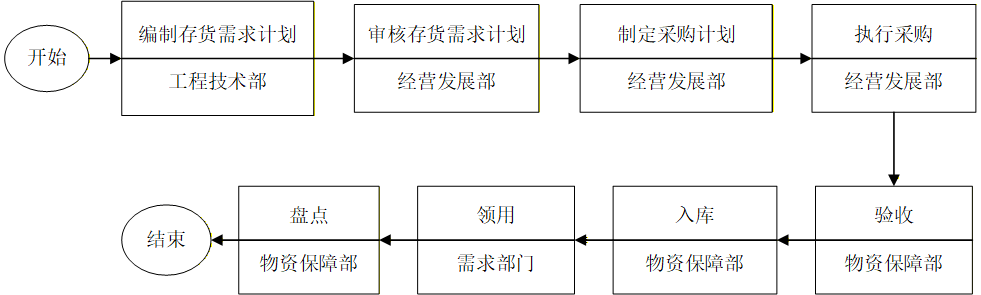 开始
编制存货需求计划
工程技术部
审核存货需求计划
经营发展部
制定采购计划
经营发展部
执行采购
经营发展部
验收
物资保障部
入库
物资保障部
领用
需求部门
盘点
物资保障部
结束